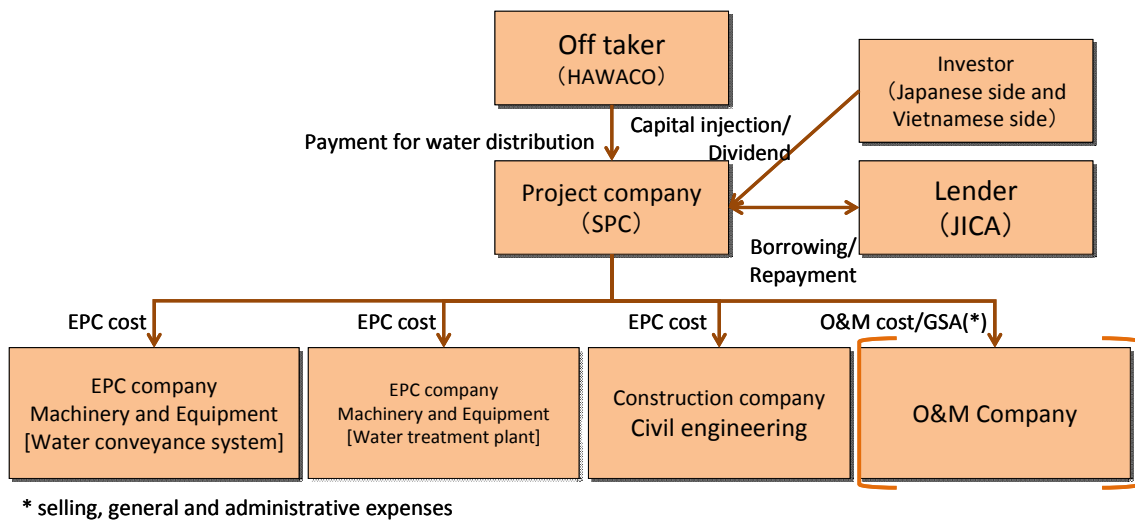 Off taker
（HAWACO）
Investor
（Japanese side and
Vietnamese side）
Payment for water distribution
Capital injection/
Dividend
Project company
（SPC）
Lender
（JICA）
Borrowing/
Repayment
EPC cost
EPC cost
EPC cost
O&M cost/GSA(*)
EPC company
Machinery and Equipment
[Water conveyance system]
EPC company
Machinery and Equipment
[Water treatment plant]
Construction company
Civil engineering
O&M Company
* selling, general and administrative expenses